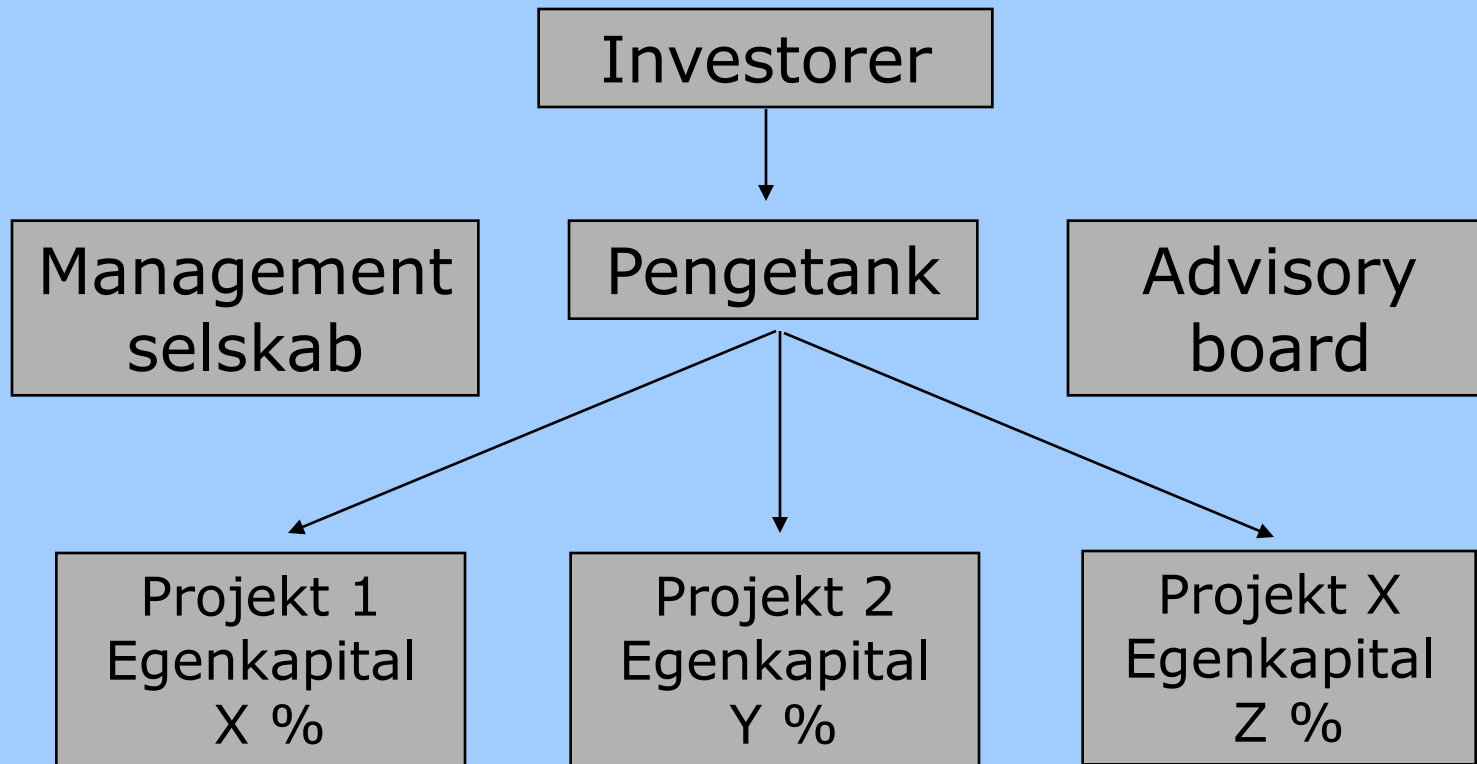 Investorer
Management
selskab
Pengetank
Advisory
board
Projekt 1
Egenkapital
X %
Projekt 2
Egenkapital
Y %
Projekt X
Egenkapital
Z %